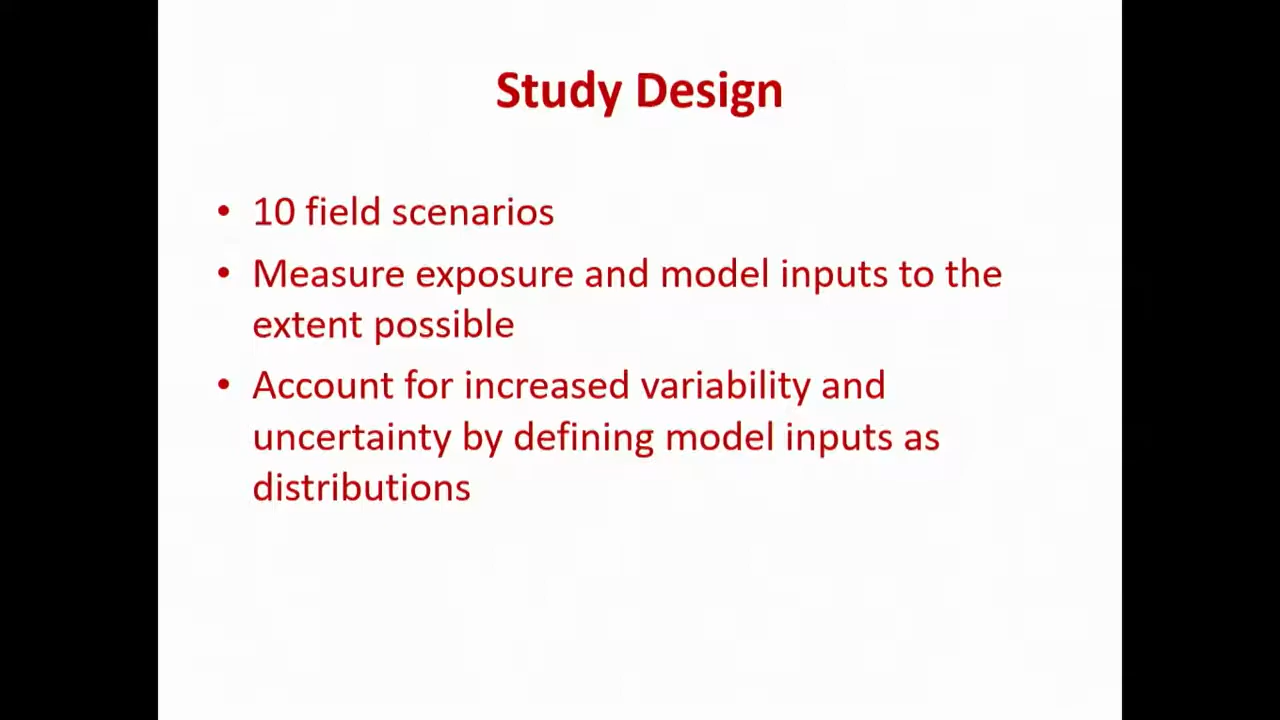 Study Design
• 10 field scenarios
• Measure exposure and model inputs to the
extent possible
• Account for increased variability and
uncertainty by defining model inputs as
distributions